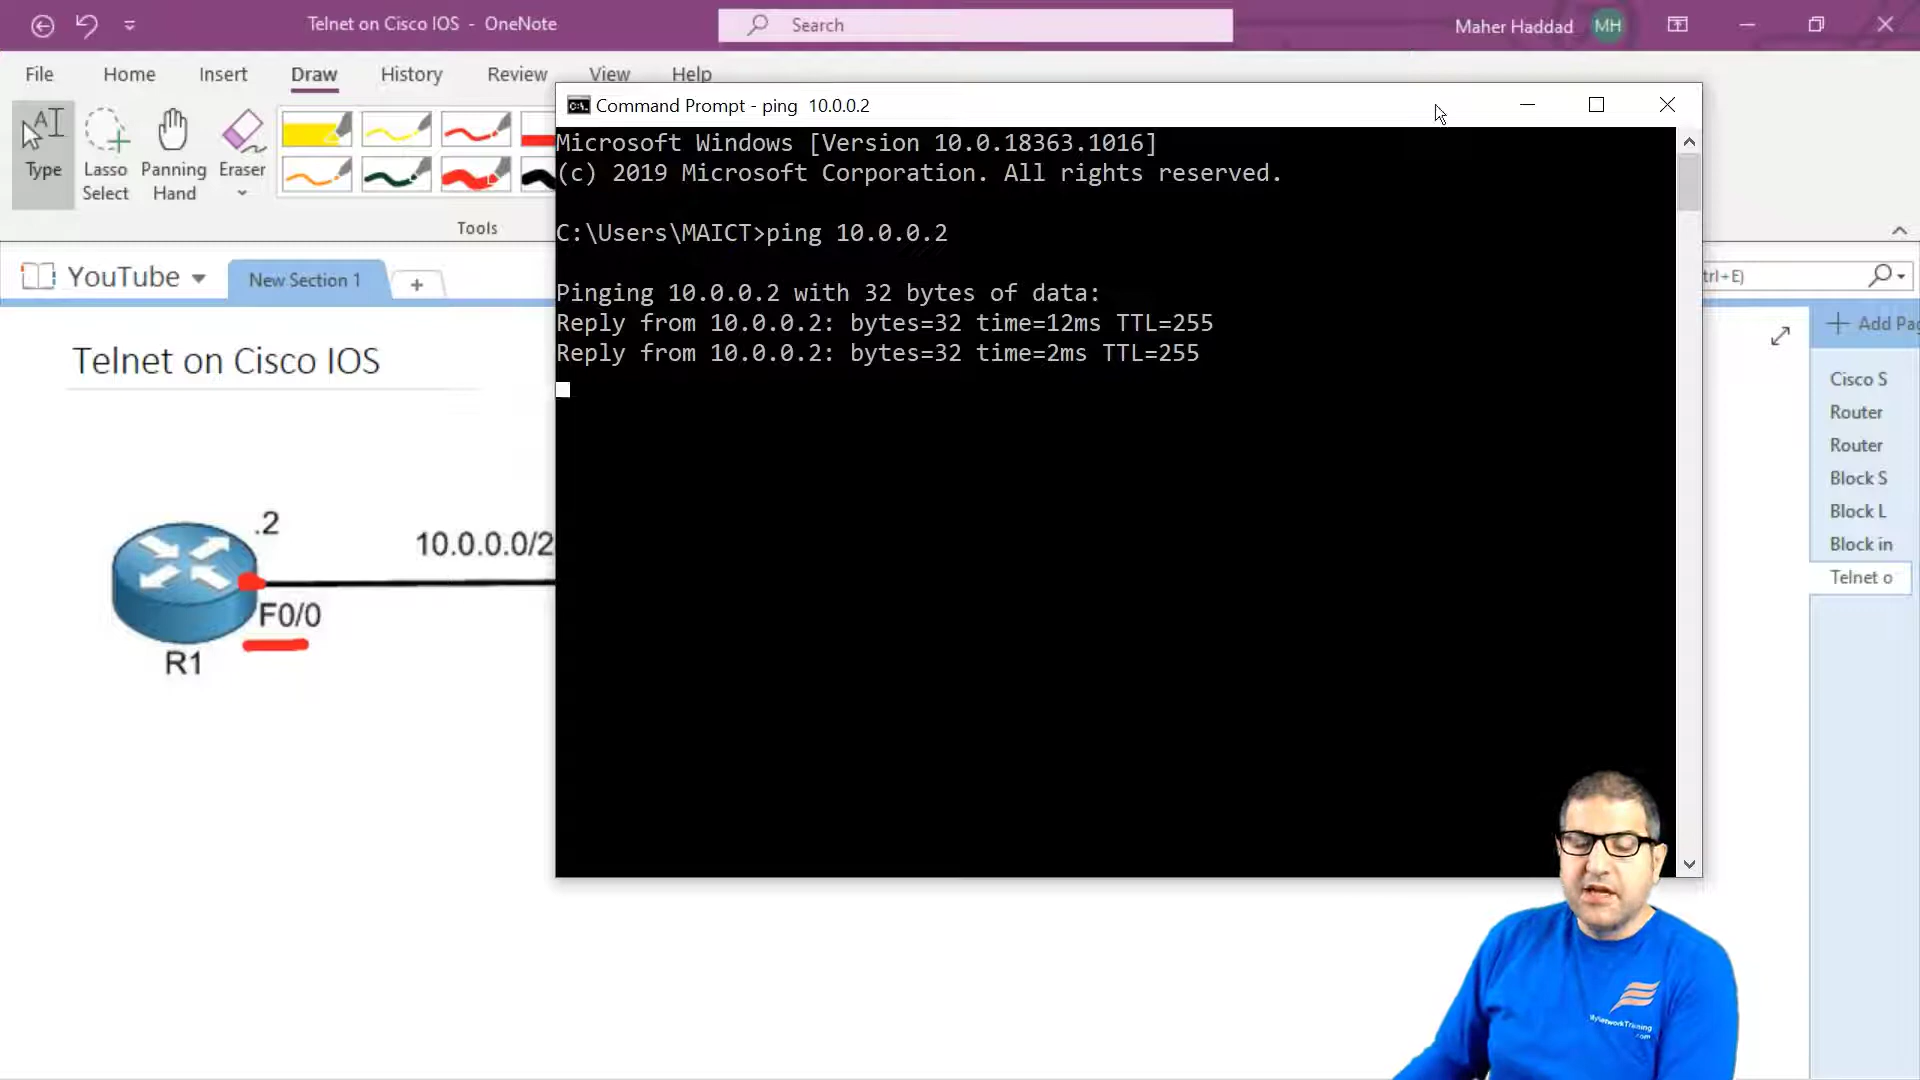 Telnet on Cisco IOS - OneNote
Search
Maher Haddad
MH
File
Home
Insert
Draw
History
Review
View
Help
Type
Lasso
Select
Panning
Hand
Eraser
Tools
Command Prompt - ping 10.0.0.2
Microsoft Windows [Version 10.0.18363.1016]
(c) 2019 Microsoft Corporation. All rights reserved.
C:\Users\MAICT>ping 10.0.0.2
Pinging 10.0.0.2 with 32 bytes of data:
Reply from 10.0.0.2: bytes=32 time=12ms TTL=255
Reply from 10.0.0.2: bytes=32 time=2ms TTL=255
YouTube
New Section 1
trl+E)
Add Pag
Telnet on Cisco IOS
.2
10.0.0.0/2
F0/0
R1
Cisco S
Router
Router
Block S
Block L
Block in
Telnet o
MyNetworkTraining
.com